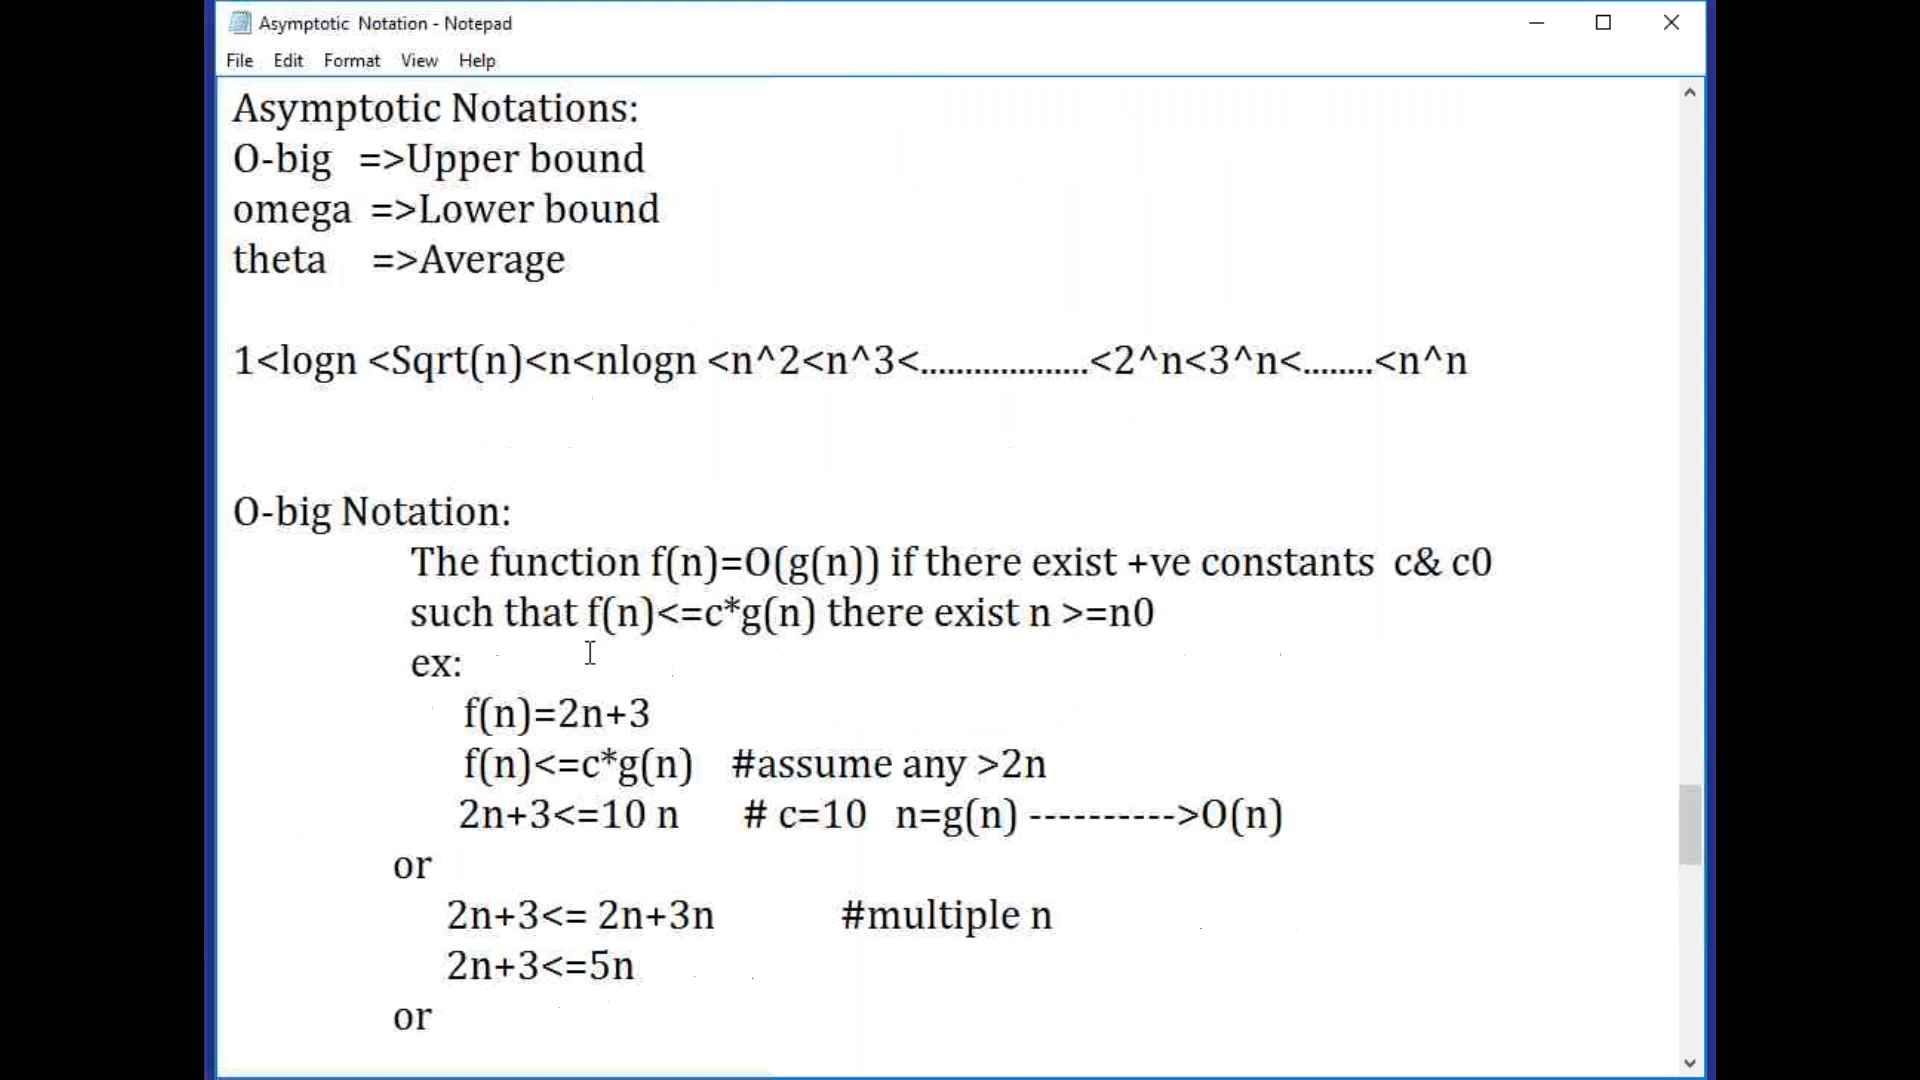 Asymptotic  Notation - Notepad
File Edit Format View Help
Asymptotic Notations:
O-big =>Upper bound
omega =>Lower bound
theta =>Average
1<logn <Sqrt(n)<n<nlogn <n^2<n^3<...................<2^n<3^n<........<n^n
O-big Notation:
The function f(n)=O(g(n)) if there exist +ve constants c& c0
such that f(n)<=c*g(n) there exist n >=n0
ex:
f(n)=2n+3
f(n)<=c*g(n) #assume any >2n
2n+3<=10 n # c=10 n=g(n) ---------->O(n)
or
2n+3<= 2n+3n #multiple n
2n+3<=5n
or